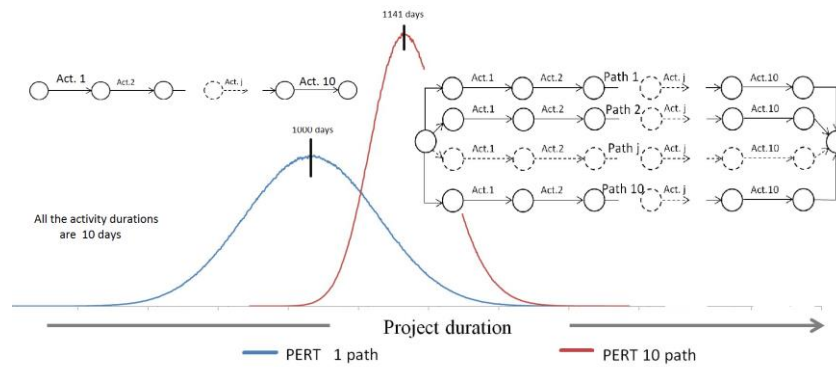 1141 days
Act. 1
Act.2
Act. j
Act. 10
Act.1
Act.2
Path 1
Act. j
Act.10
Act.1
Act.2
Path 2
Act. j
Act.10
Act.1
Act.2
Path j
Act. j
Act.10
Act.1
Act.2
Path 10
Act. j
Act.10
1000 days
All the activity durations
are 10 days
Project duration
PERT 1 path
PERT 10 path